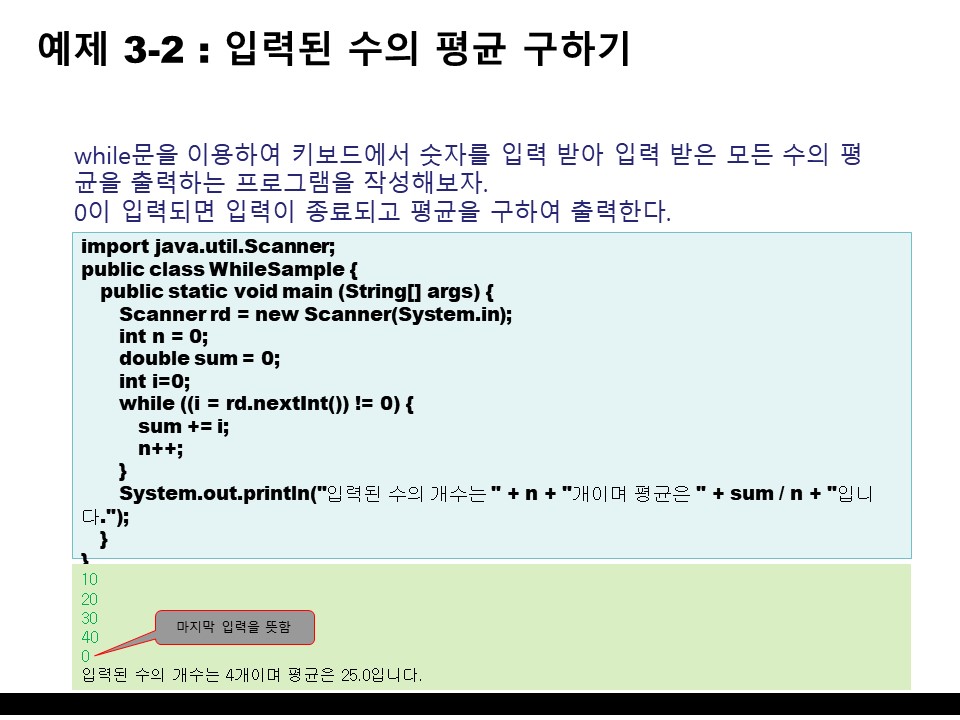 예제 3-2 : 입력된 수의 평균 구하기
while문을 이용하여 키보드에서 숫자를 입력 받아 입력 받은 모든 수의 평
균을 출력하는 프로그램을 작성해보자.
0이 입력되면 입력이 종료되고 평균을 구하여 출력한다.
import java.util.Scanner;
public class WhileSample {
public static void main (String[] args) {
Scanner rd = new Scanner(System.in);
int n = 0;
double sum = 0;
int i=0;
while ((i = rd.nextInt()) != 0) {
sum += i;
n++;
}
System.out.println("입력된 수의 개수는 " + n + "개이며 평균은 " + sum / n + "입니
다.");
}
}
10
20
30
40
마지막 입력을 뜻함
0
입력된 수의 개수는 4개이며 평균은 25.0입니다.